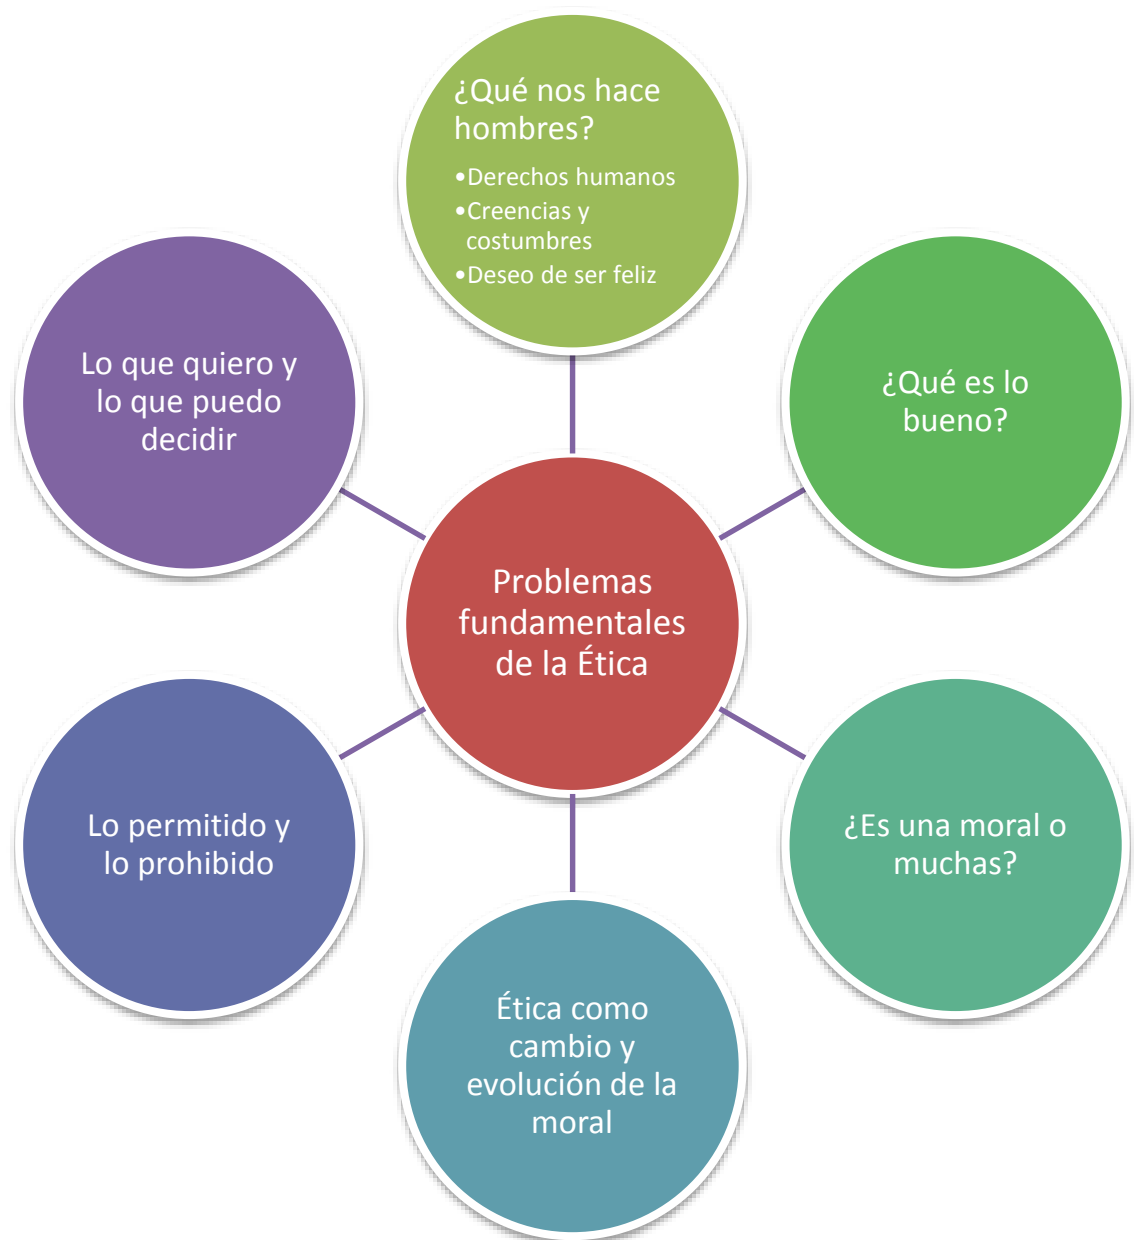 ¿Qué nos hace
hombres?
•Derechos humanos
•Creencias y
costumbres
•Deseo de ser feliz
¿Qué es lo
bueno?
¿Es una moral o
muchas?
Ética como
cambio y
evolución de la
moral
Lo permitido y
lo prohibido
Lo que quiero y
lo que puedo
decidir
Problemas
fundamentales
de la Ética